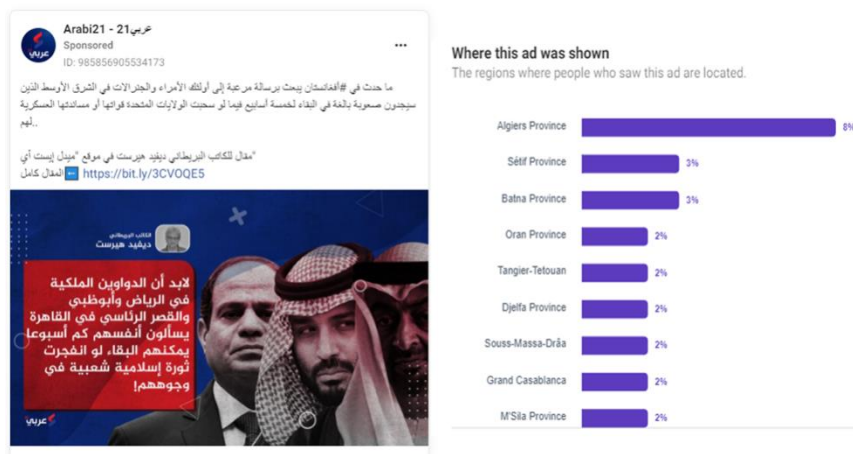 Arabi21 - عربي21
Sponsored
ID: 985856905534173
ما حدث في #أفغانستان يبعث برسالة مرعبة إلى أولئك الأمراء والجنرالات في الشرق الأوسط الذين
سيجدون صعوبة بالغة في البقاء لخمسة أسابيع فيما لو سحبت الولايات المتحدة قواتها أو مساندتها العسكرية
لهم..
"مقال للكاتب البريطاني ديفيد هيرست في موقع "ميدل إيست أي
المقال كامل ⬅ https://bit.ly/3CVOQE5
الكاتب البريطاني
ديفيد هيرست
لابد أن الدواوين الملكية
في الرياض وأبوظبي
والقصر الرئاسي في القاهرة
يسألون أنفسهم كم أسبوعا
يمكنهم البقاء لو انفجرت
ثورة إسلامية شعبية في
وجوههم!
عربي
Where this ad was shown
The regions where people who saw this ad are located.
Algiers Province 8%
Sétif Province 3%
Batna Province 3%
Oran Province 2%
Tangier-Tetouan 2%
Djelfa Province 2%
Souss-Massa-Drâa 2%
Grand Casablanca 2%
M'Sila Province 2%